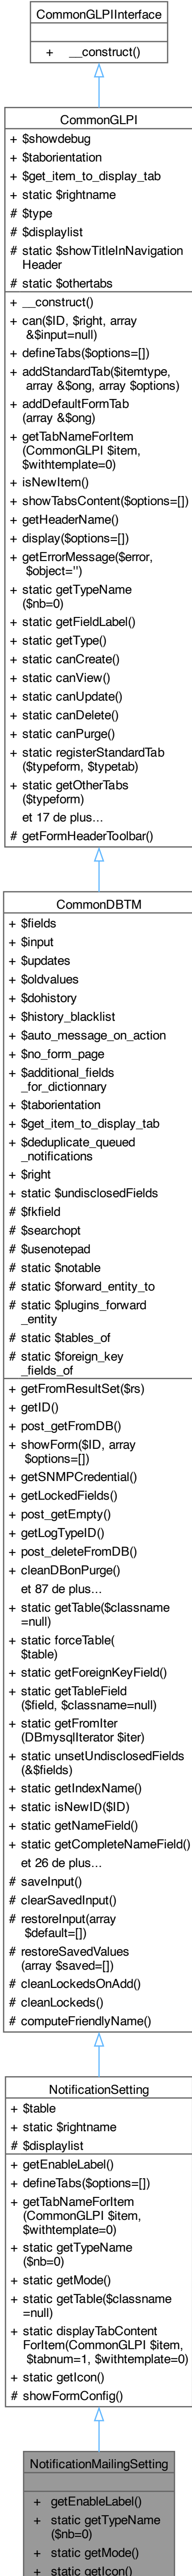 CommonGLPIInterface
+ __construct()
CommonGLPI
+ $showdebug
+ $taborientation
+ $get_item_to_display_tab
+ static $rightname
# $type
# $displaylist
# static $showTitleInNavigation
Header
# static $othertabs
+ __construct()
+ can($ID, $right, array
&$input=null)
+ defineTabs($options=[])
+ addStandardTab($itemtype,
array &$ong, array $options)
+ addDefaultFormTab
(array &$ong)
+ getTabNameForItem
(CommonGLPI $item,
$withtemplate=0)
+ isNewItem()
+ showTabsContent($options=[])
+ getHeaderName()
+ display($options=[])
+ getErrorMessage($error,
$object='')
+ static getTypeName
($nb=0)
+ static getFieldLabel()
+ static getType()
+ static canCreate()
+ static canView()
+ static canUpdate()
+ static canDelete()
+ static canPurge()
+ static registerStandardTab
($typeform, $typetab)
+ static getOtherTabs
($typeform)
et 17 de plus...
# getFormHeaderToolbar()
CommonDBTM
+ $fields
+ $input
+ $updates
+ $oldvalues
+ $dohistory
+ $history_blacklist
+ $auto_message_on_action
+ $no_form_page
+ $additional_fields
_for_dictionnary
+ $taborientation
+ $get_item_to_display_tab
+ $deduplicate_queued
_notifications
+ $right
+ static $undisclosedFields
# $fkfield
# $searchopt
# $usenotepad
# static $notable
# static $forward_entity_to
# static $plugins_forward
_entity
# static $tables_of
# static $foreign_key
_fields_of
+ getFromResultSet($rs)
+ getID()
+ post_getFromDB()
+ showForm($ID, array
$options=[])
+ getSNMPCredential()
+ getLockedFields()
+ post_getEmpty()
+ getLogTypeID()
+ post_deleteFromDB()
+ cleanDBonPurge()
et 87 de plus...
+ static getTable($classname
=null)
+ static forceTable(
$table)
+ static getForeignKeyField()
+ static getTableField
($field, $classname=null)
+ static getFromIter
(DBmysqlIterator $iter)
+ static unsetUndisclosedFields
(&$fields)
+ static getIndexName()
+ static isNewID($ID)
+ static getNameField()
+ static getCompleteNameField()
et 26 de plus...
# saveInput()
# clearSavedInput()
# restoreInput(array
$default=[])
# restoreSavedValues
(array $saved=[])
# cleanLockedsOnAdd()
# cleanLockeds()
# computeFriendlyName()
NotificationSetting
+ $table
+ static $rightname
# $displaylist
+ getEnableLabel()
+ defineTabs($options=[])
+ getTabNameForItem
(CommonGLPI $item,
$withtemplate=0)
+ static getTypeName
($nb=0)
+ static getMode()
+ static getTable($classname
=null)
+ static displayTabContent
ForItem(CommonGLPI $item,
$tabnum=1, $withtemplate=0)
+ static getIcon()
# showFormConfig()
NotificationMailingSetting
+ getEnableLabel()
+ static getTypeName
($nb=0)
+ static getMode()
+ static getIcon()